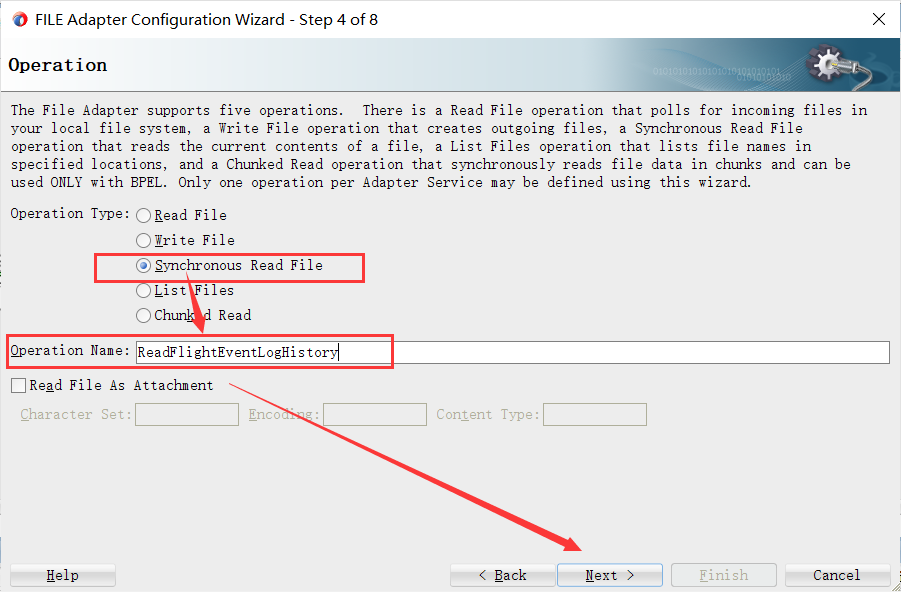 FILE Adapter Configuration Wizard - Step 4 of 8
Operation
The File Adapter supports five operations.  There is a Read File operation that polls for incoming files in
your local file system, a Write File operation that creates outgoing files, a Synchronous Read File
operation that reads the current contents of a file, a List Files operation that lists file names in
specified locations, and a Chunked Read operation that synchronously reads file data in chunks and can be
used ONLY with BPEL. Only one operation per Adapter Service may be defined using this wizard.
Operation Type: Read File
Write File
Synchronous Read File
List Files
Chunked Read
Operation Name: ReadFlightEventLogHistory
Read File As Attachment
Character Set: Encoding: Content Type:
Help < Back Next > Finish Cancel